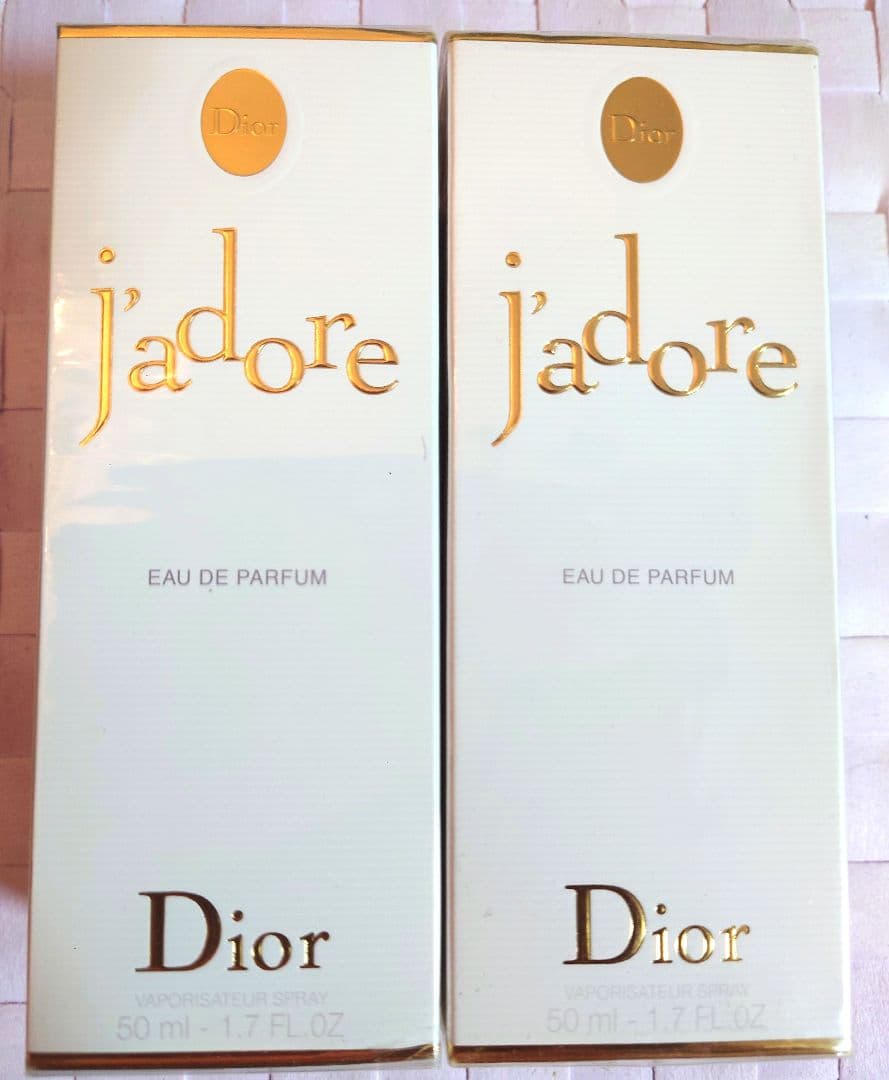 Dior
j'adore
EAU DE PARFUM
Dior
VAPORISATEUR SPRAY
50 ml - 1.7 FL.OZ
Dior
j'adore
EAU DE PARFUM
Dior
VAPORISATEUR SPRAY
50 ml - 1.7 FL.OZ